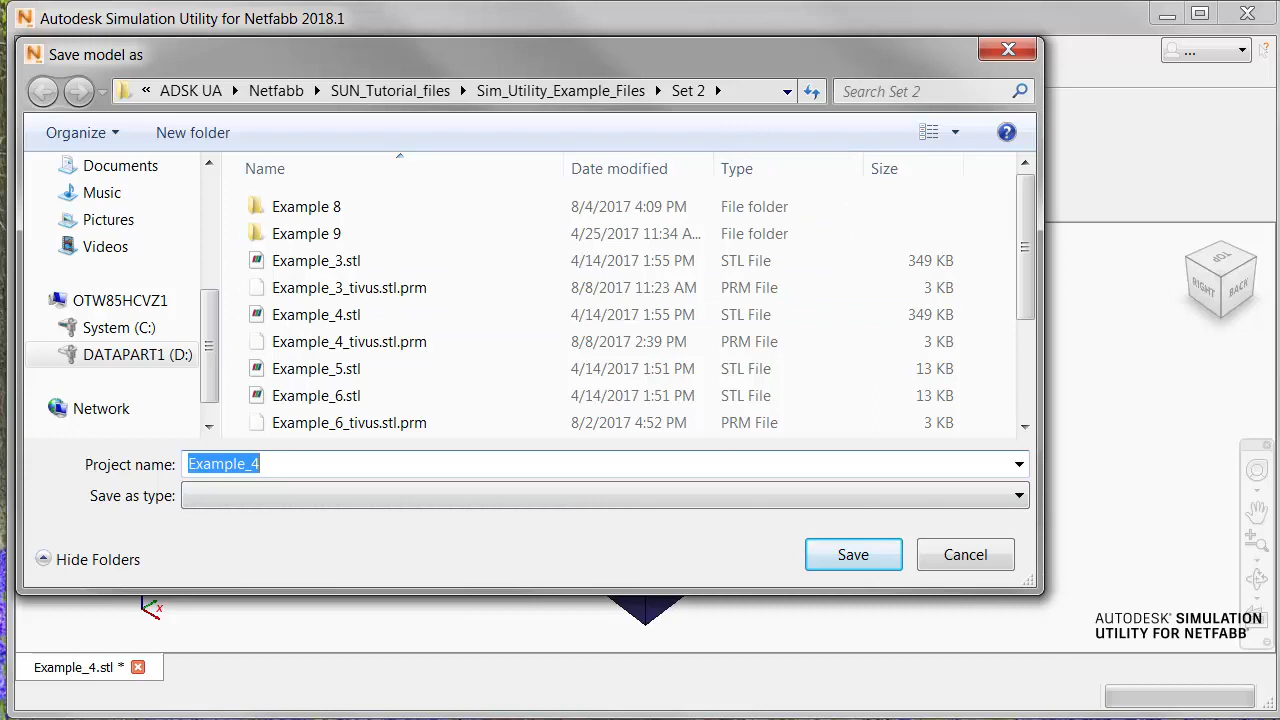 Autodesk Simulation Utility for Netfabb 2018.1
Save model as
...
« ADSK UA Netfabb SUN_Tutorial_files Sim_Utility_Example_Files Set 2
Search Set 2
Organize New folder
Name Date modified Type Size
Documents
Music
Pictures
Videos
OTW85HCVZ1
System (C:)
DATAPART1 (D:)
Network
Example 8 8/4/2017 4:09 PM File folder
Example 9 4/25/2017 11:34 A... File folder
Example_3.stl 4/14/2017 1:55 PM STL File 349 KB
Example_3_tivus.stl.prm 8/8/2017 11:23 AM PRM File 3 KB
Example_4.stl 4/14/2017 1:55 PM STL File 349 KB
Example_4_tivus.stl.prm 8/8/2017 2:39 PM PRM File 3 KB
Example_5.stl 4/14/2017 1:51 PM STL File 13 KB
Example_6.stl 4/14/2017 1:51 PM STL File 13 KB
Example_6_tivus.stl.prm 8/2/2017 4:52 PM PRM File 3 KB
TOP
RIGHT BACK
Project name: Example_4
Save as type:
Hide Folders
Save Cancel
x
AUTODESK® SIMULATION
UTILITY FOR NETFABB®
Example_4.stl *